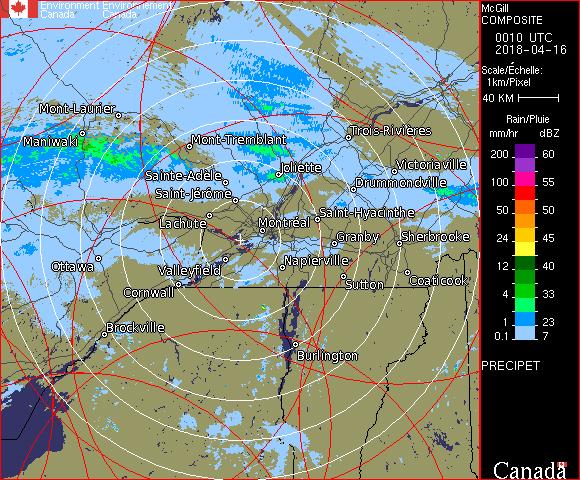 Environment Environnement
Canada Canada
Mont-Laurier
Maniwaki
Mont-Tremblant
Trois-Rivières
Sainte-Adèle
Joliette
Victoriaville
Saint-Jérôme
Drummondville
Lachute
Montréal
Saint-Hyacinthe
Granby
Sherbrooke
Ottawa
Valleyfield
Napierville
Cornwall
Sutton
Coaticook
Brockville
Burlington
McGill
COMPOSITE
0010 UTC
2018-04-16
Scale/Échelle:
1km/Pixel
40 KM
Rain/Pluie
mm/hr dBZ
200 60
57
100 55
50 50
24 45
12 40
4 33
1 23
0.1 7
PRECIPET
Canada